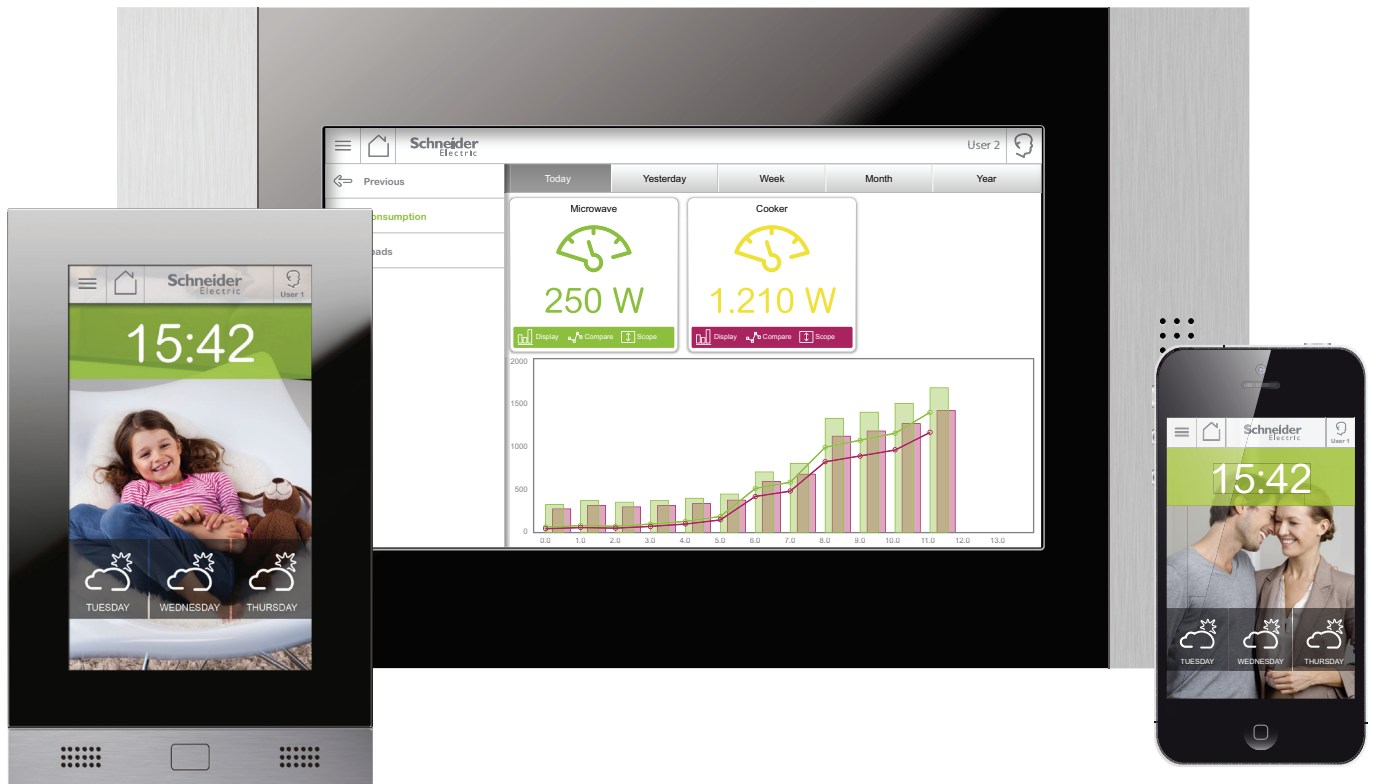 Schneider
Electric
User 2
Previous
onsumption
oads
Today
Yesterday
Week
Month
Year
Microwave
250 W
Display
Compare
Scope
Cooker
1.210 W
Display
Compare
Scope
2000
1500
1000
500
0
0.0 1.0 2.0 3.0 4.0 5.0 6.0 7.0 8.0 9.0 10.0 11.0 12.0 13.0
Schneider
Electric
User 1
15:42
TUESDAY WEDNESDAY THURSDAY
Schneider
Electric
User 1
15:42
TUESDAY WEDNESDAY THURSDAY